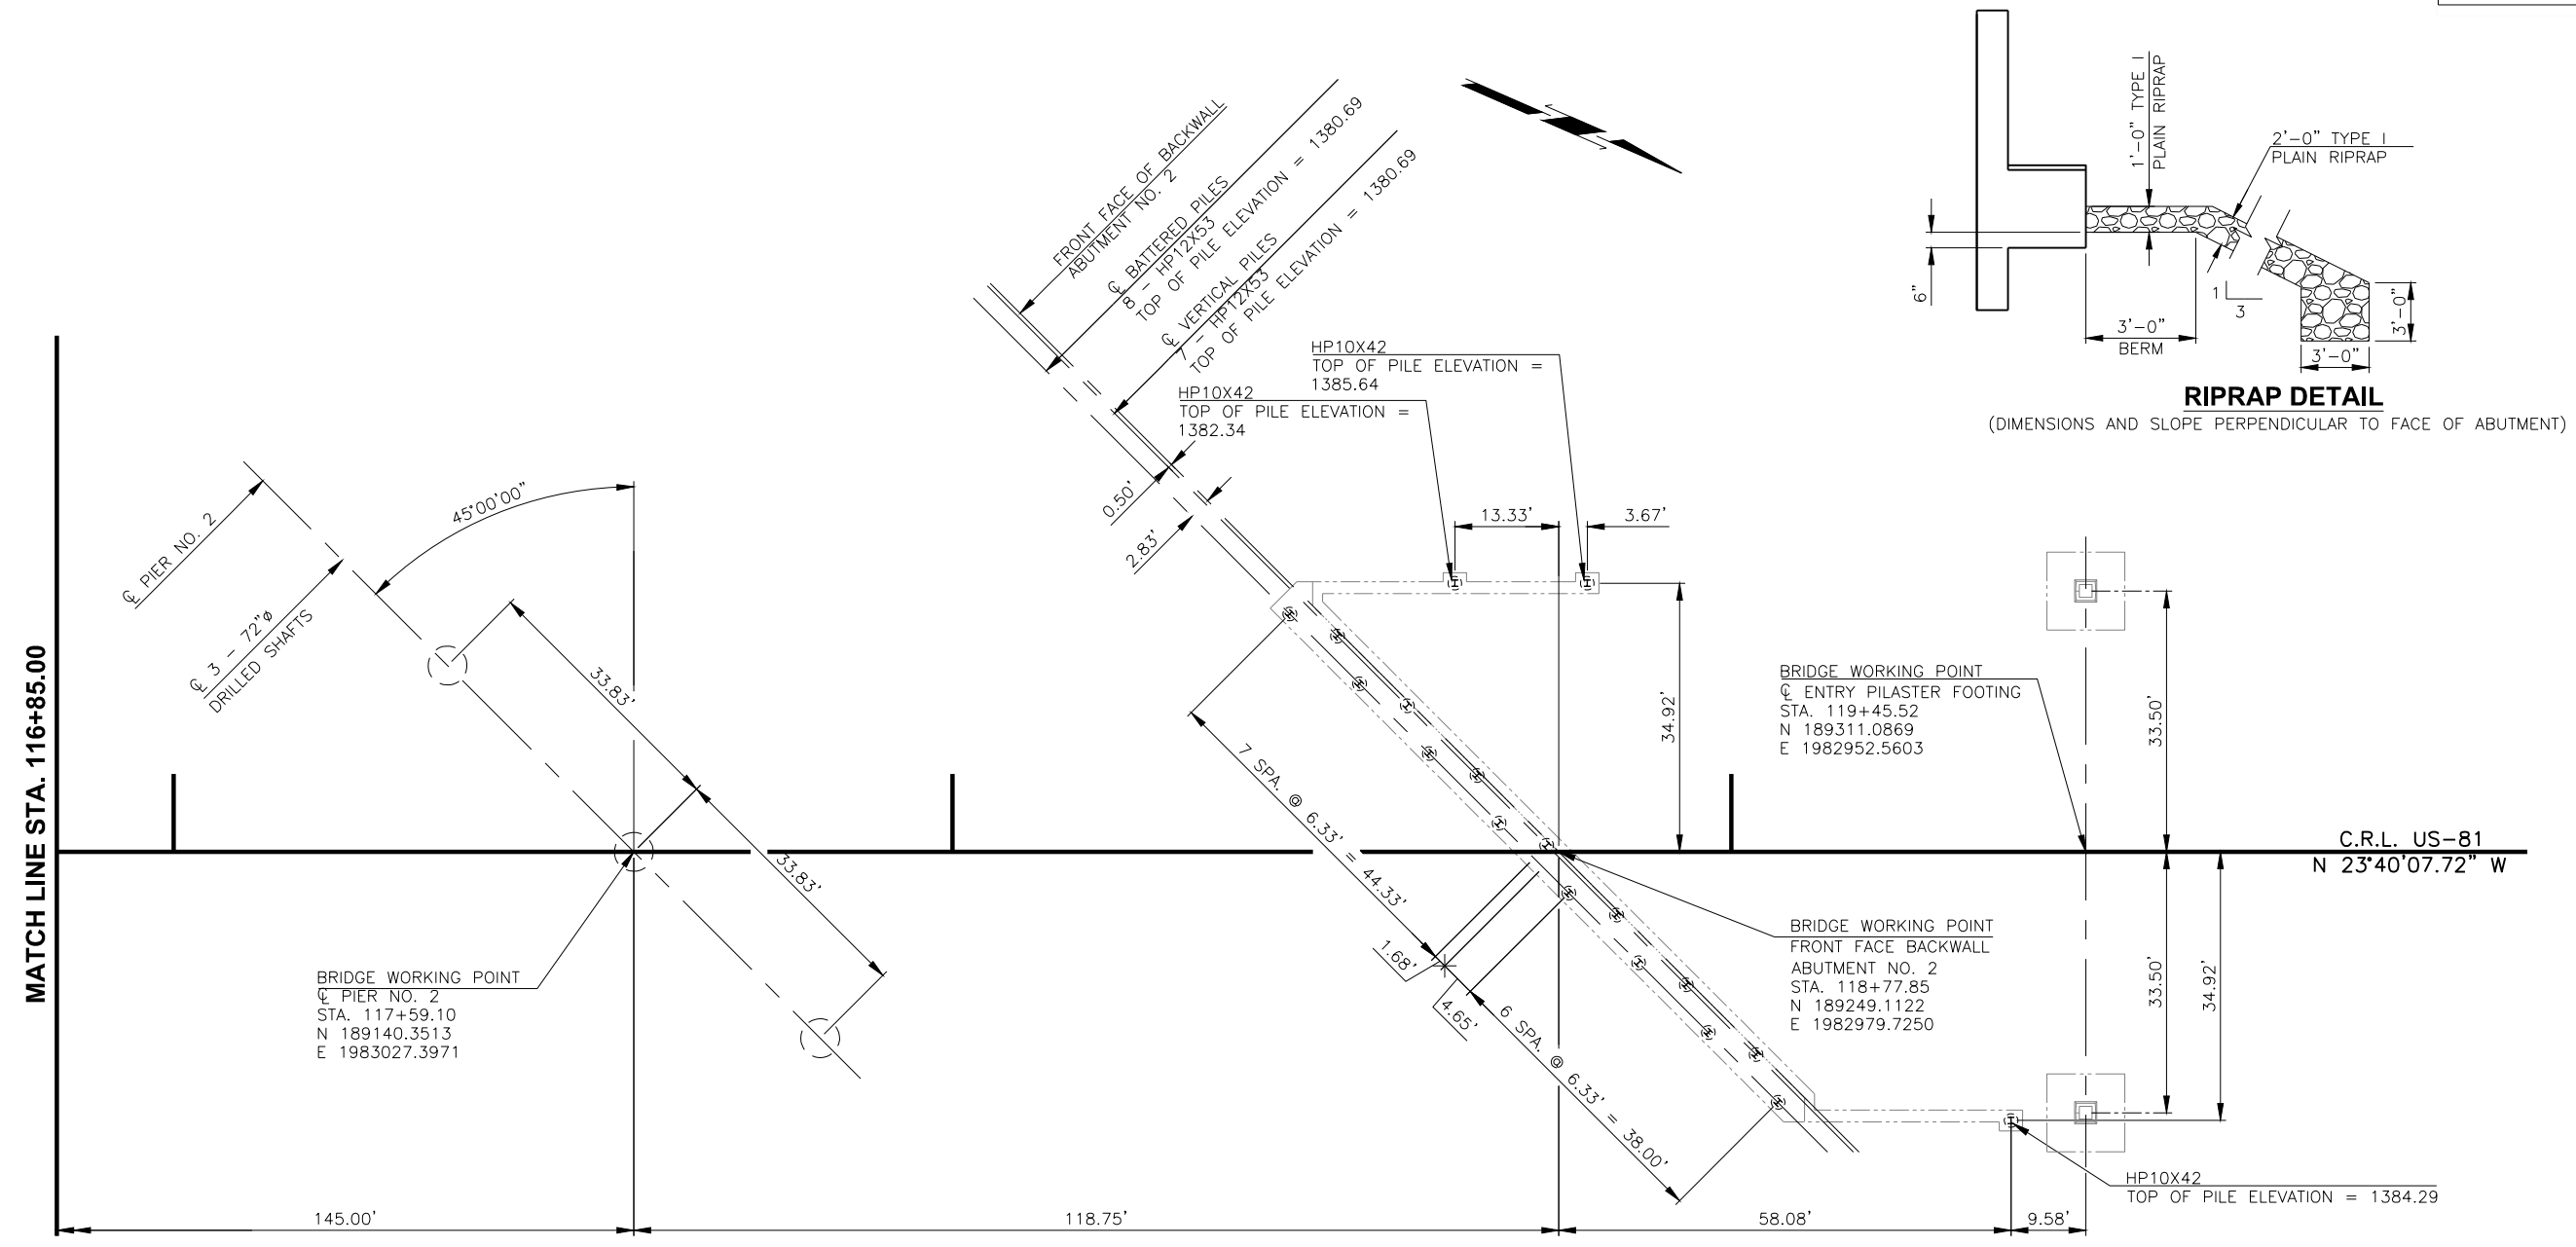 MATCH LINE STA. 116+85.00
℄ PIER NO. 2
℄ 3 - 72"ø
DRILLED SHAFTS
45°00'00"
33.83'
33.83'
BRIDGE WORKING POINT
℄ PIER NO. 2
STA. 117+59.10
N 189140.3513
E 1983027.3971
FRONT FACE OF BACKWALL
ABUTMENT NO. 2
℄ BATTERED PILES
8 - HP12X53
TOP OF PILE ELEVATION = 1380.69
℄ VERTICAL PILES
7 - HP12X53
TOP OF PILE ELEVATION = 1380.69
HP10X42
TOP OF PILE ELEVATION =
1385.64
HP10X42
TOP OF PILE ELEVATION =
1382.34
0.50'
2.83'
13.33'
3.67'
34.92'
7 SPA. @ 6.33' = 44.33'
1.68'
4.65'
6 SPA. @ 6.33' = 38.00'
BRIDGE WORKING POINT
℄ ENTRY PILASTER FOOTING
STA. 119+45.52
N 189311.0869
E 1982952.5603
33.50'
C.R.L. US-81
N 23°40'07.72" W
BRIDGE WORKING POINT
FRONT FACE BACKWALL
ABUTMENT NO. 2
STA. 118+77.85
N 189249.1122
E 1982979.7250
33.50'
34.92'
HP10X42
TOP OF PILE ELEVATION = 1384.29
145.00'
118.75'
58.08'
9.58'
1'-0" TYPE I
PLAIN RIPRAP
2'-0" TYPE I
PLAIN RIPRAP
6"
1
3
3'-0"
BERM
3'-0"
3'-0"
RIPRAP DETAIL
(DIMENSIONS AND SLOPE PERPENDICULAR TO FACE OF ABUTMENT)